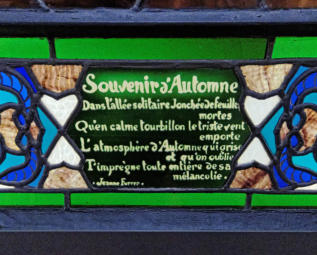 Souvenir d'Automne
Dans l'allée solitaire Jonchée de feuilles
mortes
Qu'en calme tourbillon le triste vent
emporte
L'atmosphère d'Automne qui grise
et qu'on oublie
T'imprègne toute entière de sa
mélancolie.
- Jeanne Furrer -